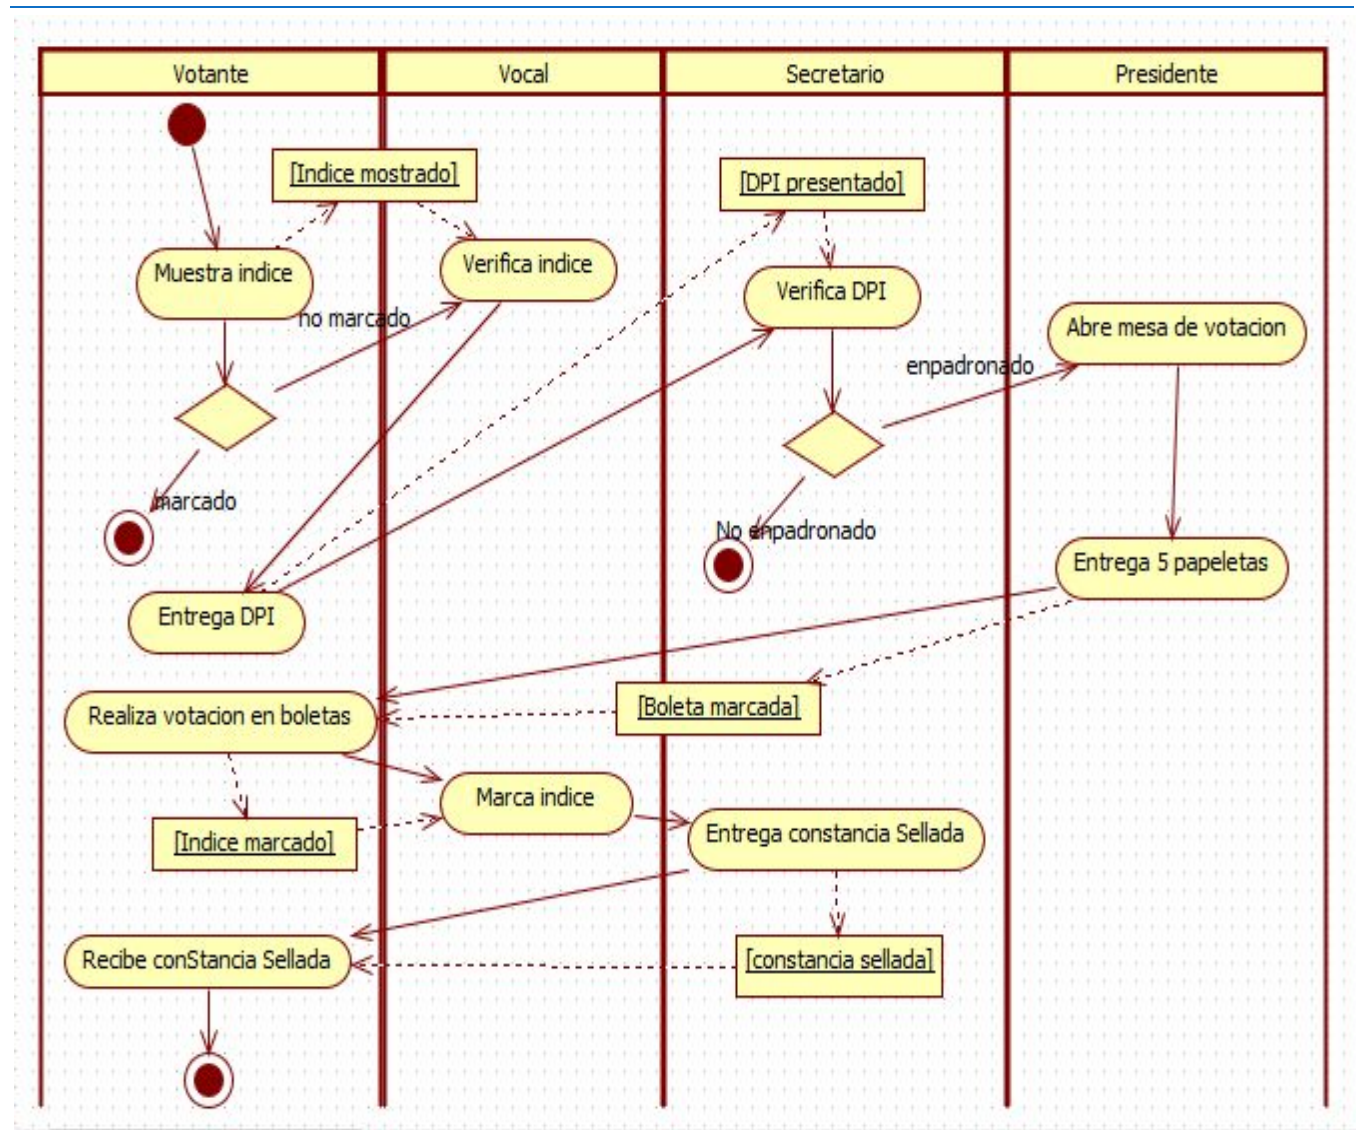 Votante
Vocal
Secretario
Presidente
[Indice mostrado]
[DPI presentado]
Muestra indice
Verifica indice
Verifica DPI
no marcado
Abre mesa de votacion
enpadronado
marcado
No enpadronado
Entrega 5 papeletas
Entrega DPI
Realiza votacion en boletas
[Boleta marcada]
Marca indice
[Indice marcado]
Entrega constancia Sellada
Recibe conStancia Sellada
[constancia sellada]